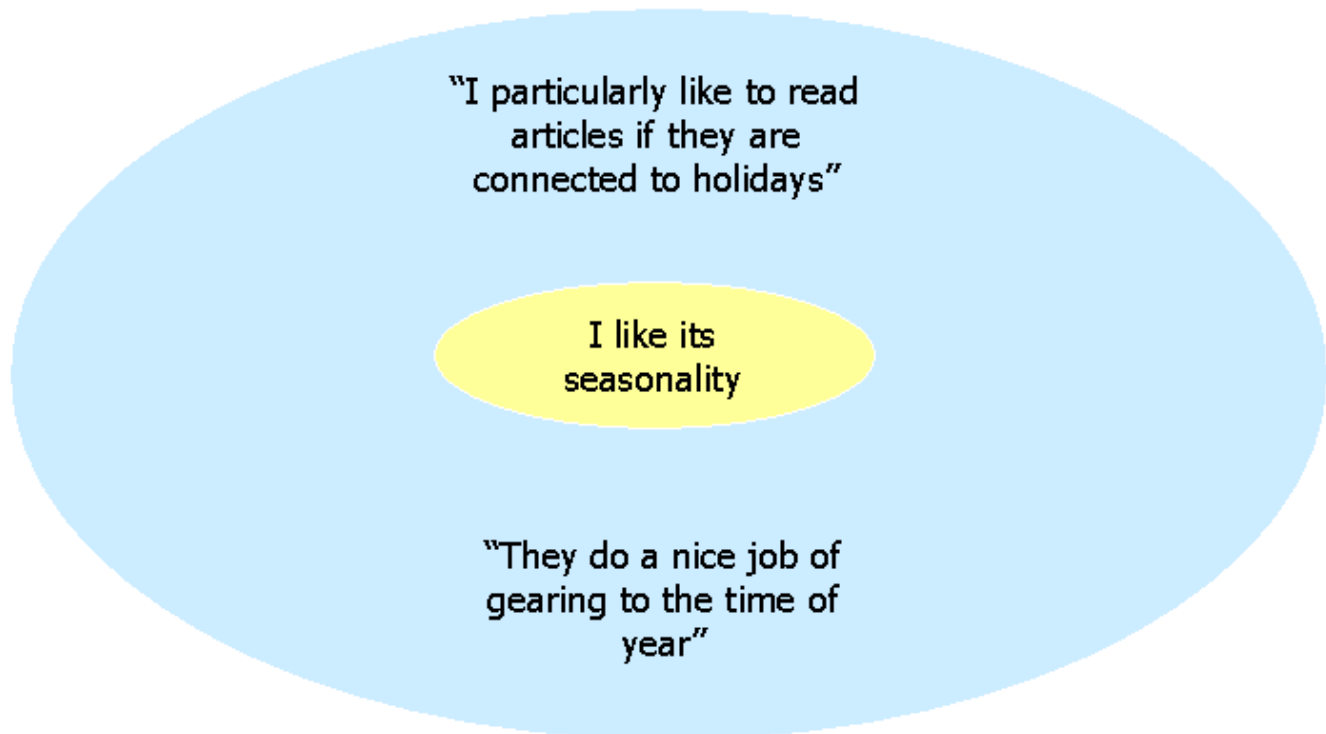 “I particularly like to read
articles if they are
connected to holidays”
I like its
seasonality
“They do a nice job of
gearing to the time of
year”